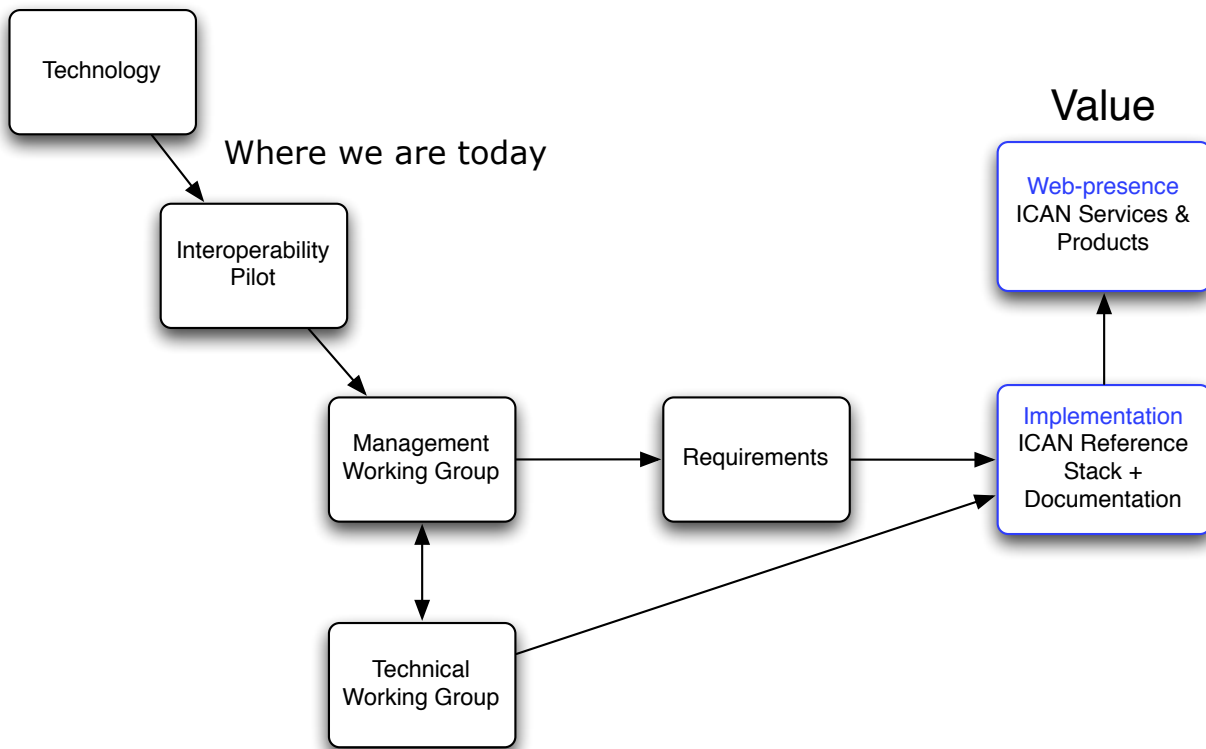 Technology
Where we are today
Value
Web-presence
ICAN Services &
Products
Interoperability
Pilot
Management
Working Group
Requirements
Implementation
ICAN Reference
Stack +
Documentation
Technical
Working Group